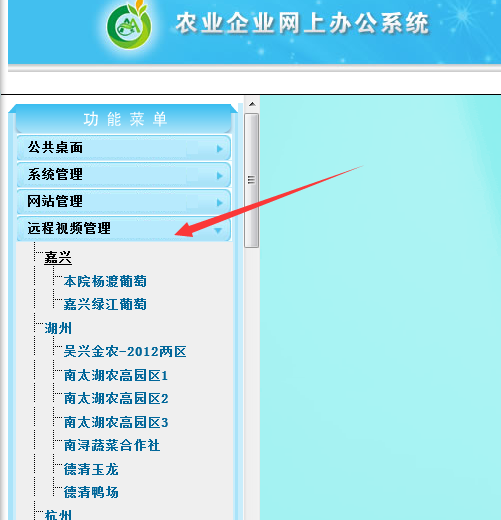 农业企业网上办公系统
功能菜单
公共桌面
系统管理
网站管理
远程视频管理
嘉兴
本院杨渡葡萄
嘉兴绿江葡萄
湖州
吴兴金农-2012两区
南太湖农高园区1
南太湖农高园区2
南太湖农高园区3
南浔蔬菜合作社
德清玉龙
德清鸭场
杭州